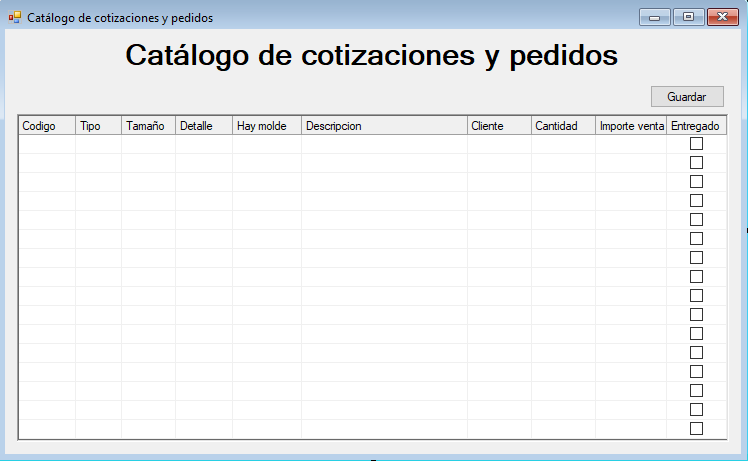 Catálogo de cotizaciones y pedidos
Catálogo de cotizaciones y pedidos
Guardar
Codigo Tipo Tamaño Detalle Hay molde Descripcion Cliente Cantidad Importe venta Entregado